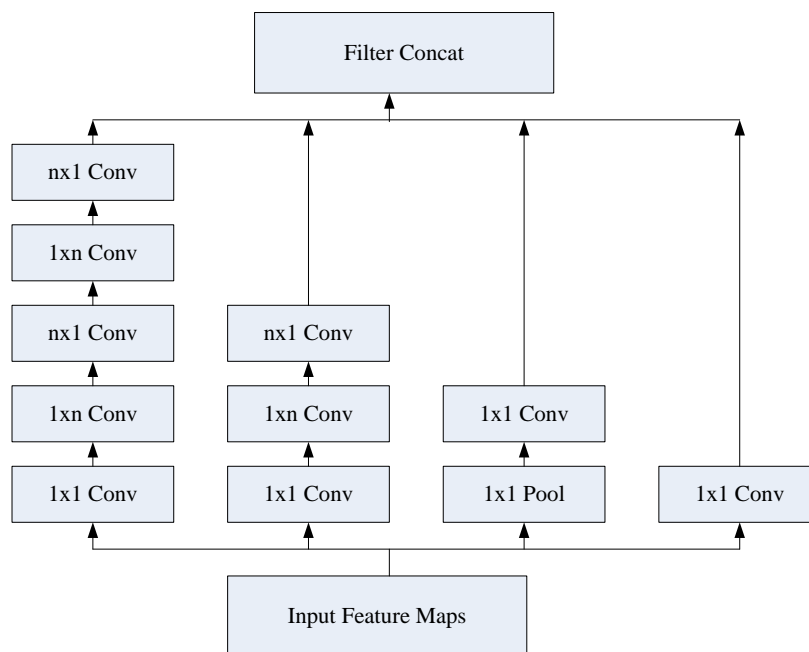 Filter Concat
nx1 Conv
1xn Conv
nx1 Conv
nx1 Conv
1xn Conv
1xn Conv
1x1 Conv
1x1 Conv
1x1 Conv
1x1 Pool
1x1 Conv
Input Feature Maps